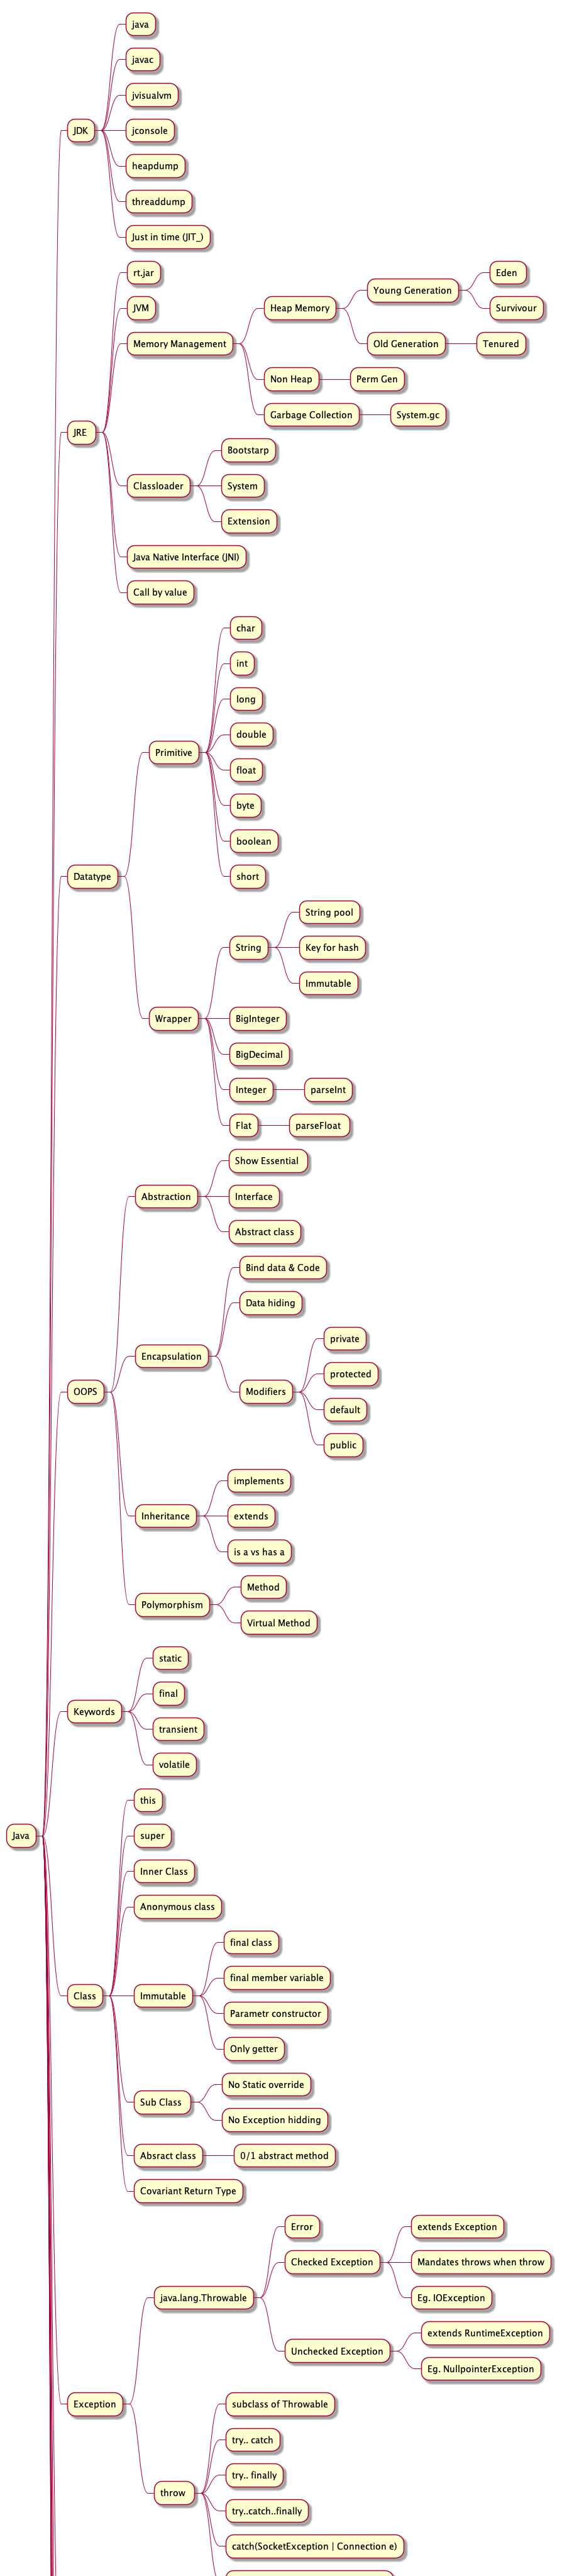 java
javac
jvisualvm
JDK
jconsole
heapdump
threaddump
Just in time (JIT_)
rt.jar
Eden
Young Generation
JVM
Heap Memory
Survivour
Memory Management
Old Generation
Tenured
Non Heap
Perm Gen
Garbage Collection
System.gc
JRE
Bootstarp
Classloader
System
Extension
Java Native Interface (JNI)
Call by value
char
int
long
double
Primitive
float
byte
boolean
Datatype
short
String pool
String
Key for hash
Immutable
Wrapper
BigInteger
BigDecimal
Integer
parseInt
Flat
parseFloat
Show Essential
Abstraction
Interface
Abstract class
Bind data & Code
Data hiding
private
Encapsulation
protected
OOPS
Modifiers
default
public
implements
Inheritance
extends
is a vs has a
Method
Polymorphism
Virtual Method
static
final
Keywords
transient
volatile
this
Java
super
Inner Class
Anonymous class
final class
final member variable
Class
Immutable
Parametr constructor
Only getter
No Static override
Sub Class
No Exception hidding
Absract class
0/1 abstract method
Covariant Return Type
Error
extends Exception
Checked Exception
Mandates throws when throw
java.lang.Throwable
Eg. IOException
extends RuntimeException
Unchecked Exception
Eg. NullpointerException
Exception
subclass of Throwable
try.. catch
try.. finally
throw
try..catch..finally
catch(SocketException | Connection e)